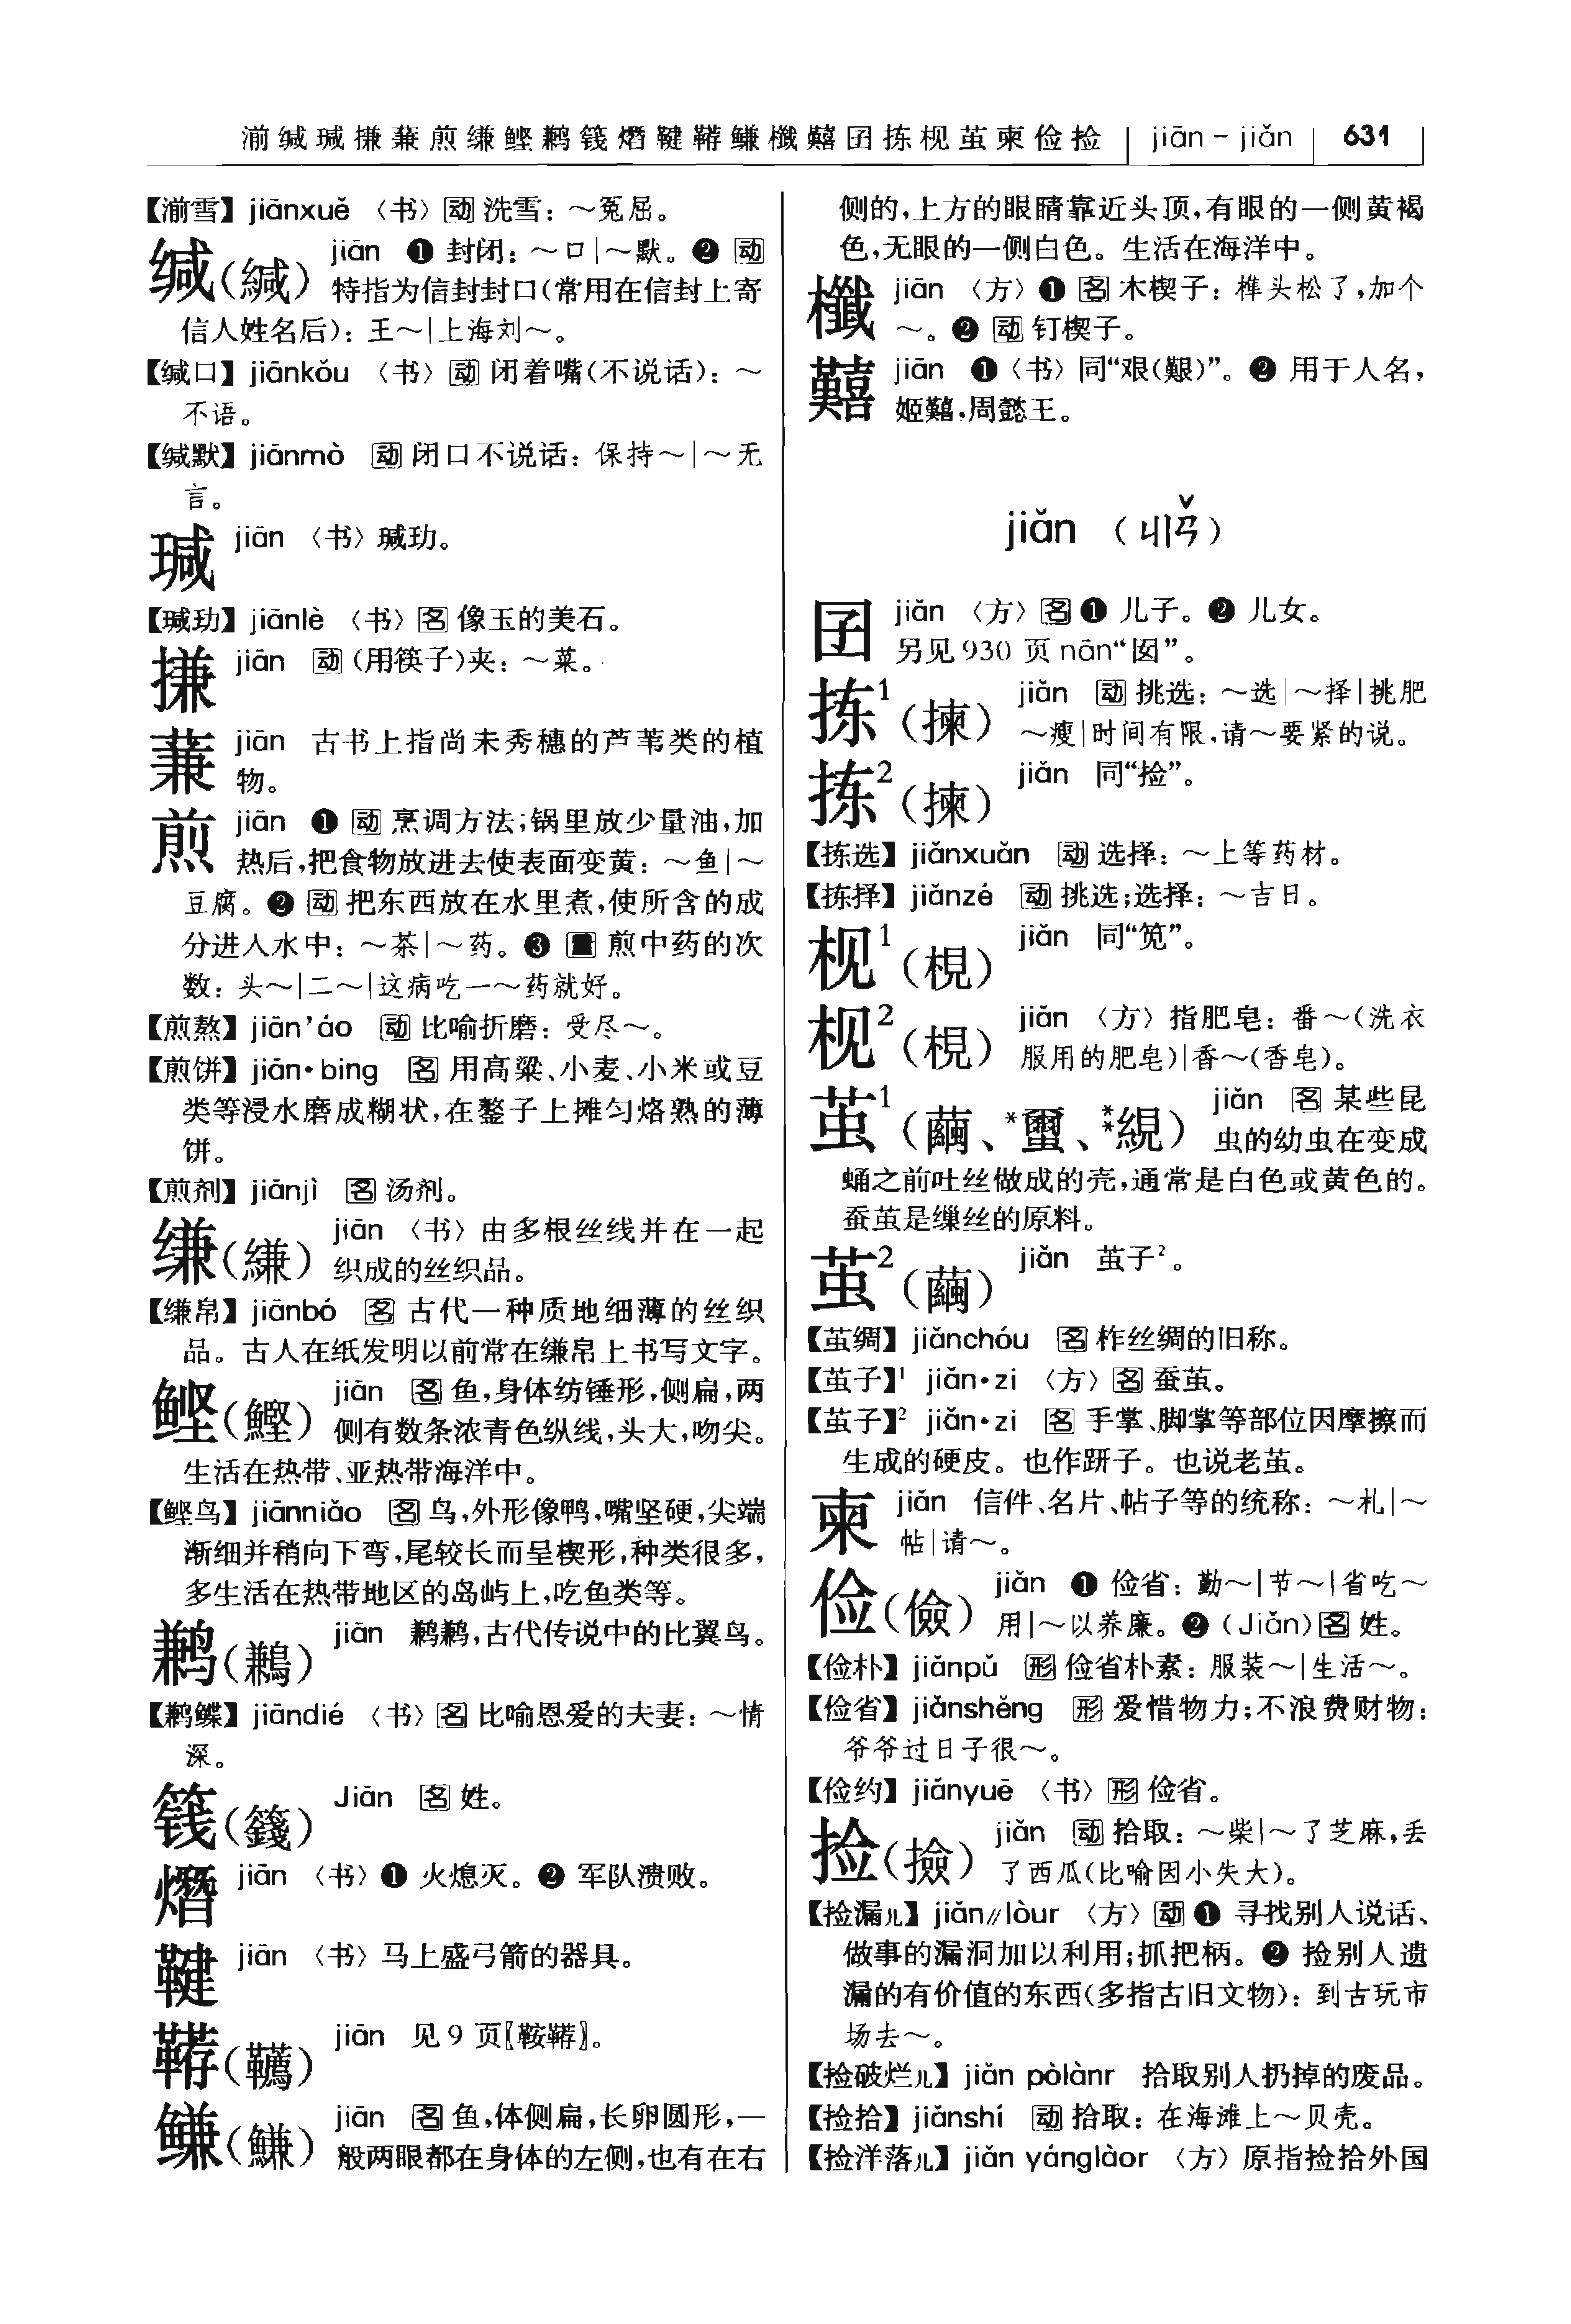 湔缄瑊搛蒹煎缣鲣鹣篯熸鞬鞯鳒櫼鼘囝拣枧茧柬俭捡 jiān – jiǎn 631
【湔雪】 jiānxuě 〈书〉 动 洗雪：～冤屈。
缄(緘) jiān ❶ 封闭：～口|～默。❷ 动
特指为信封封口(常用在信封上寄
信人姓名后)：王～|上海刘～。
【缄口】 jiānkǒu 〈书〉 动 闭着嘴(不说话)：～
不语。
【缄默】 jiānmò 动 闭口不说话：保持～|～无
言。
瑊 jiān 〈书〉 瑊玏。
【瑊玏】 jiānlè 〈书〉 名 像玉的美石。
搛 jiān 动 (用筷子)夹：～菜。
蒹 jiān 古书上指尚未秀穗的芦苇类的植
物。
煎 jiān ❶ 动 烹调方法；锅里放少量油，加
热后，把食物放进去使表面变黄：～鱼|～
豆腐。❷ 动 把东西放在水里煮，使所含的成
分进入水中：～茶|～药。❸ 量 煎中药的次
数：头～|二～|这病吃一～药就好。
【煎熬】 jiān’áo 动 比喻折磨：受尽～。
【煎饼】 jiān•bing 名 用高粱、小麦、小米或豆
类等浸水磨成糊状，在鏊子上摊匀烙熟的薄
饼。
【煎剂】 jiānjì 名 汤剂。
缣(縑) jiān 〈书〉 由多根丝线并在一起
织成的丝织品。
【缣帛】 jiānbó 名 古代一种质地细薄的丝织
品。古人在纸发明以前常在缣帛上书写文字。
鲣(鰹) jiān 名 鱼，身体纺锤形，侧扁，两
侧有数条浓青色纵线，头大，吻尖。
生活在热带、亚热带海洋中。
【鲣鸟】 jiānniǎo 名 鸟，外形像鸭，嘴坚硬，尖端
渐细并稍向下弯，尾较长而呈楔形，种类很多，
多生活在热带地区的岛屿上，吃鱼类等。
鹣(鶼) jiān 鹣鹣，古代传说中的比翼鸟。
【鹣鲽】 jiāndié 〈书〉 名 比喻恩爱的夫妻：～情
深。
篯(籛) Jiān 名 姓。
熸 jiān 〈书〉❶ 火熄灭。❷ 军队溃败。
鞬 jiān 〈书〉 马上盛弓箭的器具。
鞯(韉) jiān 见 9 页〖鞍鞯〗。
鳒(鰜) jiān 名 鱼，体侧扁，长卵圆形，一
般两眼都在身体的左侧，也有在右
侧的，上方的眼睛靠近头顶，有眼的一侧黄褐
色，无眼的一侧白色。生活在海洋中。
櫼 jiān 〈方〉❶ 名 木楔子：榫头松了，加个
～。❷ 动 钉楔子。
囏 jiān ❶〈书〉同“艰(艱)”。❷ 用于人名，
姬囏，周懿王。
jiǎn (ㄐㄧㄢˇ)
囝 jiǎn 〈方〉 名 ❶ 儿子。❷ 儿女。
另见 930 页 nān“囡”。
拣1(揀) jiǎn 动 挑选：～选|～择|挑肥
～瘦|时间有限，请～要紧的说。
拣2(揀) jiǎn 同“捡”。
【拣选】 jiǎnxuǎn 动 选择：～上等药材。
【拣择】 jiǎnzé 动 挑选；选择：～吉日。
枧1(梘) jiǎn 同“笕”。
枧2(梘) jiǎn 〈方〉 指肥皂：番～(洗衣
服用的肥皂)|香～(香皂)。
茧1(繭、*蠒、**絸) jiǎn 名 某些昆
虫的幼虫在变成
蛹之前吐丝做成的壳，通常是白色或黄色的。
蚕茧是缫丝的原料。
茧2(繭) jiǎn 茧子2。
【茧绸】 jiǎnchóu 名 柞丝绸的旧称。
【茧子】1 jiǎn•zi 〈方〉 名 蚕茧。
【茧子】2 jiǎn•zi 名 手掌、脚掌等部位因摩擦而
生成的硬皮。也作趼子。也说老茧。
柬 jiǎn 信件、名片、帖子等的统称：～札|～
帖|请～。
俭(儉) jiǎn ❶ 俭省：勤～|节～|省吃～
用|～以养廉。❷ (Jiǎn) 名 姓。
【俭朴】 jiǎnpǔ 形 俭省朴素：服装～|生活～。
【俭省】 jiǎnshěng 形 爱惜物力；不浪费财物：
爷爷过日子很～。
【俭约】 jiǎnyuē 〈书〉 形 俭省。
捡(撿) jiǎn 动 拾取：～柴|～了芝麻，丢
了西瓜(比喻因小失大)。
【捡漏儿】 jiǎn∥lòur 〈方〉 动 ❶ 寻找别人说话、
做事的漏洞加以利用；抓把柄。❷ 捡别人遗
漏的有价值的东西(多指古旧文物)：到古玩市
场去～。
【捡破烂儿】 jiǎn pòlànr 拾取别人扔掉的废品。
【捡拾】 jiǎnshí 动 拾取：在海滩上～贝壳。
【捡洋落儿】 jiǎn yánglàor 〈方〉 原指捡拾外国